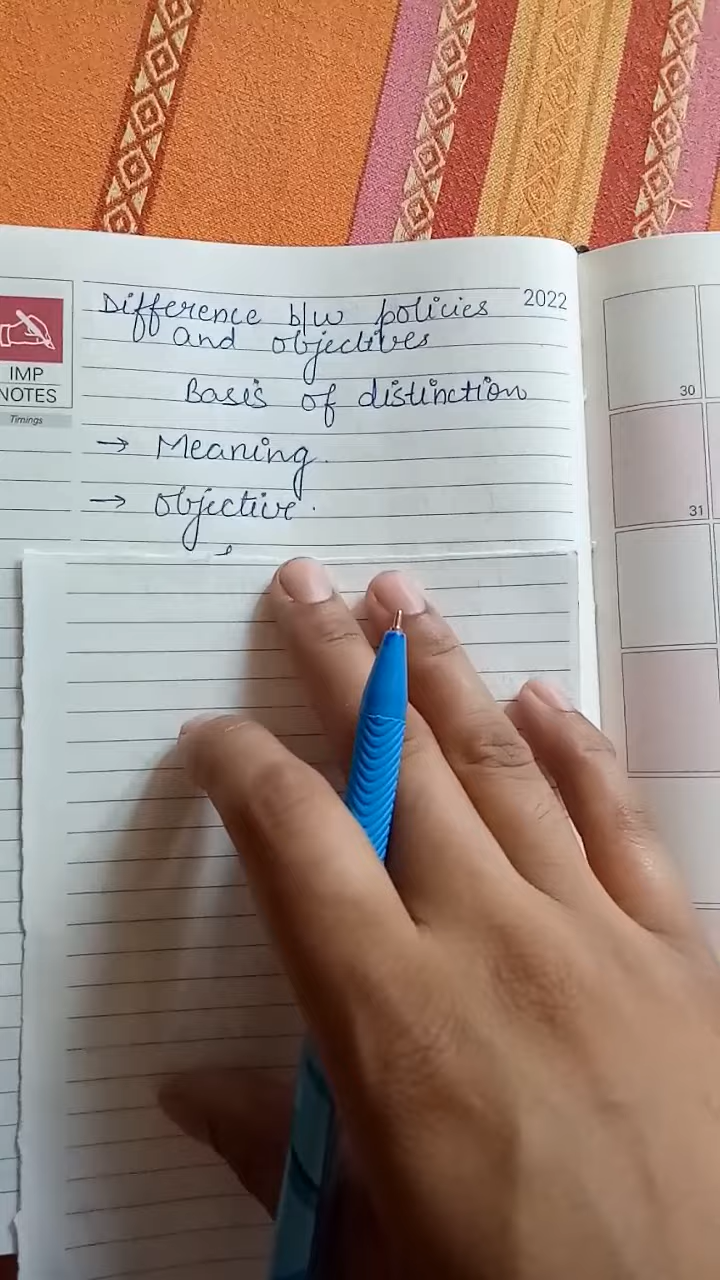 2022
Difference b/w policies
and objectives
IMP
NOTES
Timings
Basis of distinction
→ Meaning.
→ Objective.
30
31